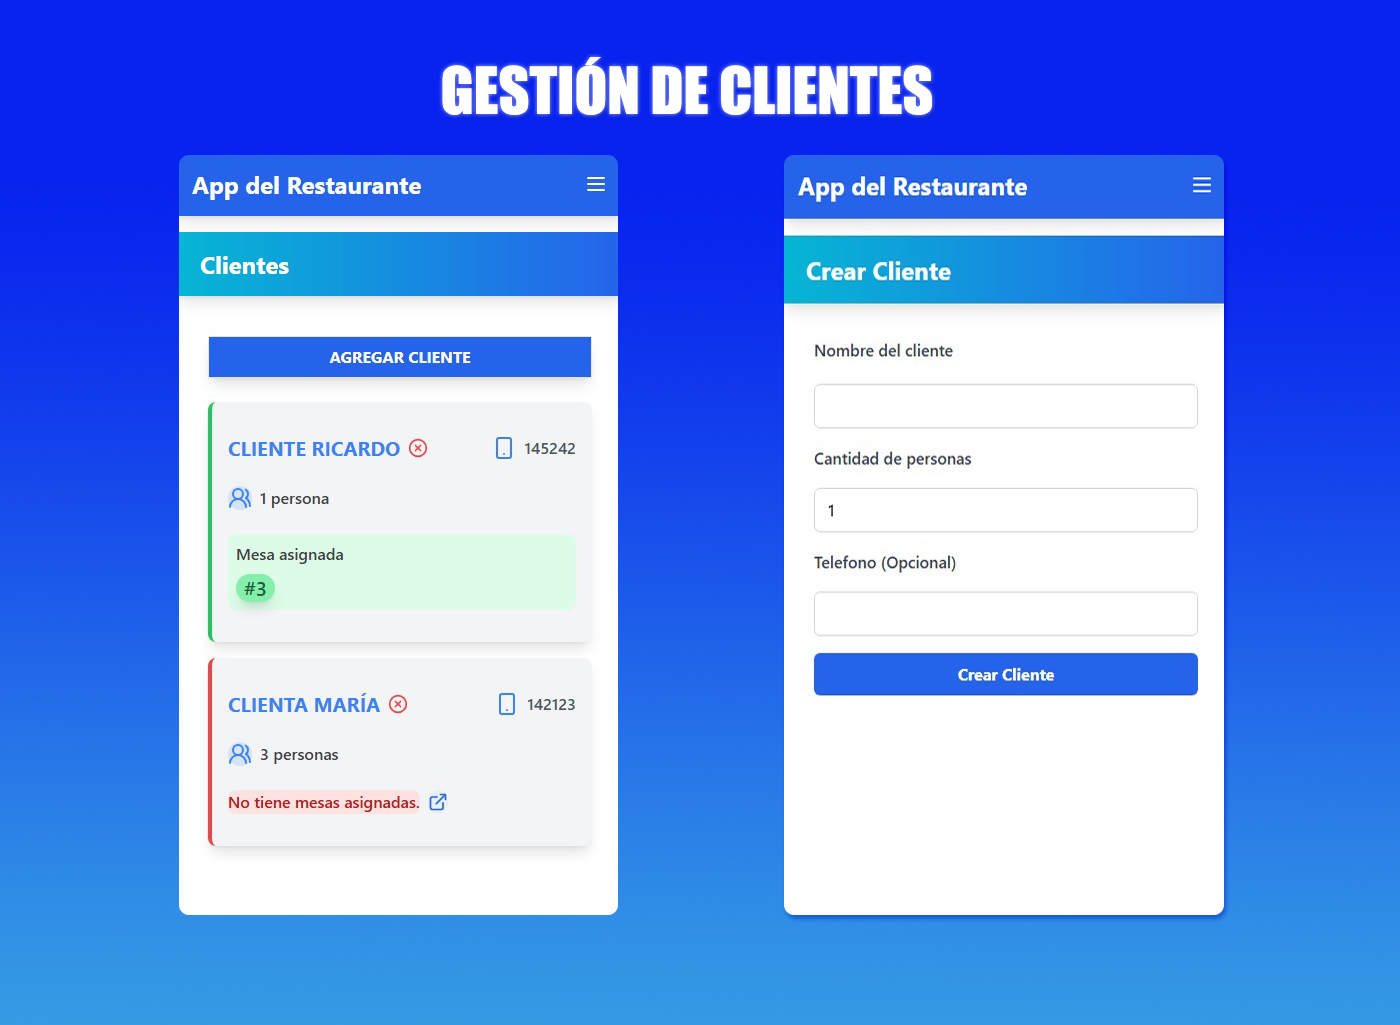 GESTIÓN DE CLIENTES
App del Restaurante
Clientes
AGREGAR CLIENTE
CLIENTE RICARDO
145242
1 persona
Mesa asignada
#3
CLIENTA MARÍA
142123
3 personas
No tiene mesas asignadas.
App del Restaurante
Crear Cliente
Nombre del cliente
Cantidad de personas
1
Telefono (Opcional)
Crear Cliente